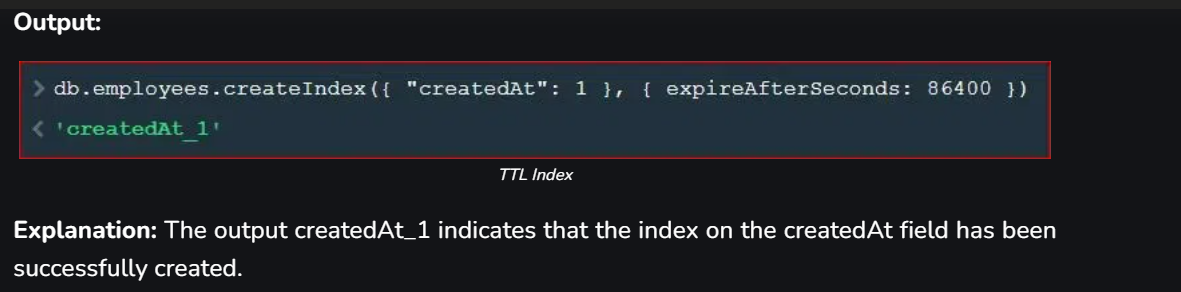 Output:
> db.employees.createIndex({ "createdAt": 1 }, { expireAfterSeconds: 86400 })
< 'createdAt_1'
TTL Index
Explanation: The output createdAt_1 indicates that the index on the createdAt field has been
successfully created.